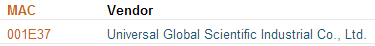 MAC Vendor
001E37 Universal Global Scientific Industrial Co., Ltd.